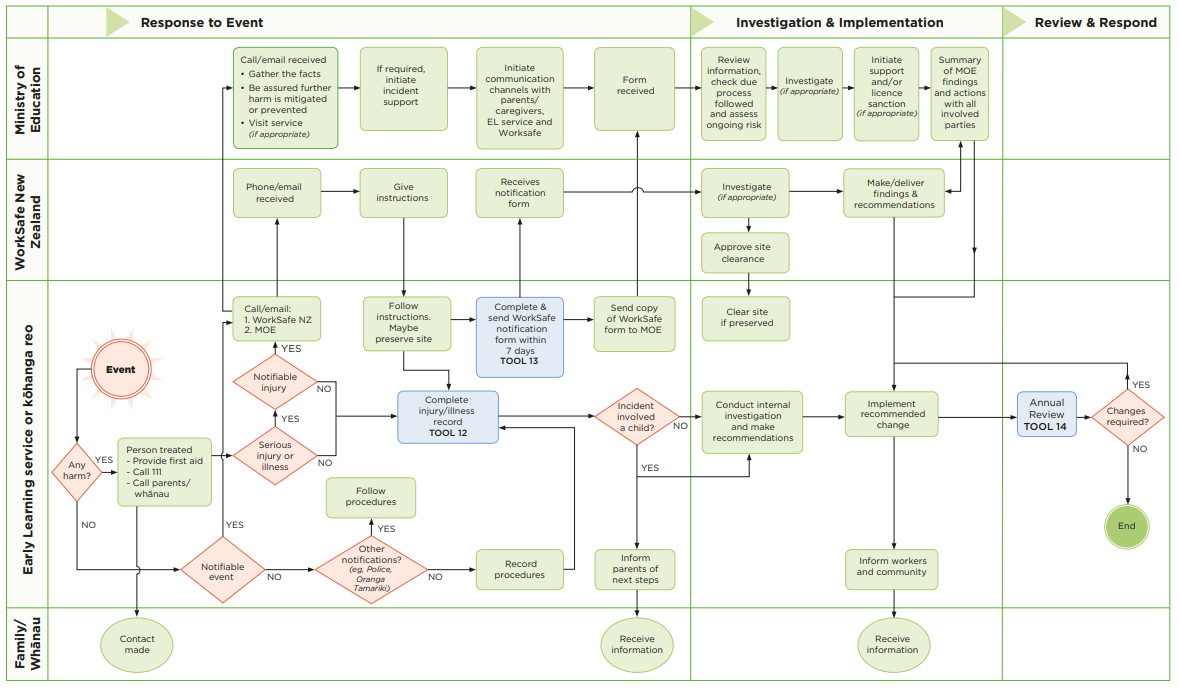 Response to Event
Investigation & Implementation
Review & Respond
Ministry of
Education
Call/email received
• Gather the facts
• Be assured further
harm is mitigated
or prevented
• Visit service
(if appropriate)
If required,
initiate
incident
support
Initiate
communication
channels with
parents/
caregivers,
EL service and
Worksafe
Form
received
Review
information,
check due
process
followed
and assess
ongoing risk
Investigate
(if appropriate)
Initiate
support
and/or
licence
sanction
(if appropriate)
Summary
of MOE
findings
and actions
with all
involved
parties
WorkSafe New
Zealand
Phone/email
received
Give
instructions
Receives
notification
form
Investigate
(if appropriate)
Make/deliver
findings &
recommendations
Approve site
clearance
Early Learning service or kōhanga reo
Call/email:
1. WorkSafe NZ
2. MOE
Follow
instructions.
Maybe
preserve site
Complete &
send WorkSafe
notification
form within
7 days
TOOL 13
Send copy
of WorkSafe
form to MOE
Clear site
if preserved
Event
YES
Notifiable
injury
NO
YES
Complete
injury/illness
record
TOOL 12
Incident
involved
a child?
NO
Conduct internal
investigation
and make
recommendations
Implement
recommended
change
Annual
Review
TOOL 14
YES
Changes
required?
NO
Any
harm?
YES
Person treated
- Provide first aid
- Call 111
- Call parents/
whānau
Serious
injury or
illness
NO
YES
Follow
procedures
NO
YES
YES
Notifiable
event
NO
Other
notifications?
(eg, Police,
Oranga
Tamariki)
NO
Record
procedures
Inform
parents of
next steps
Inform workers
and community
End
Family/
Whānau
Contact
made
Receive
information
Receive
information